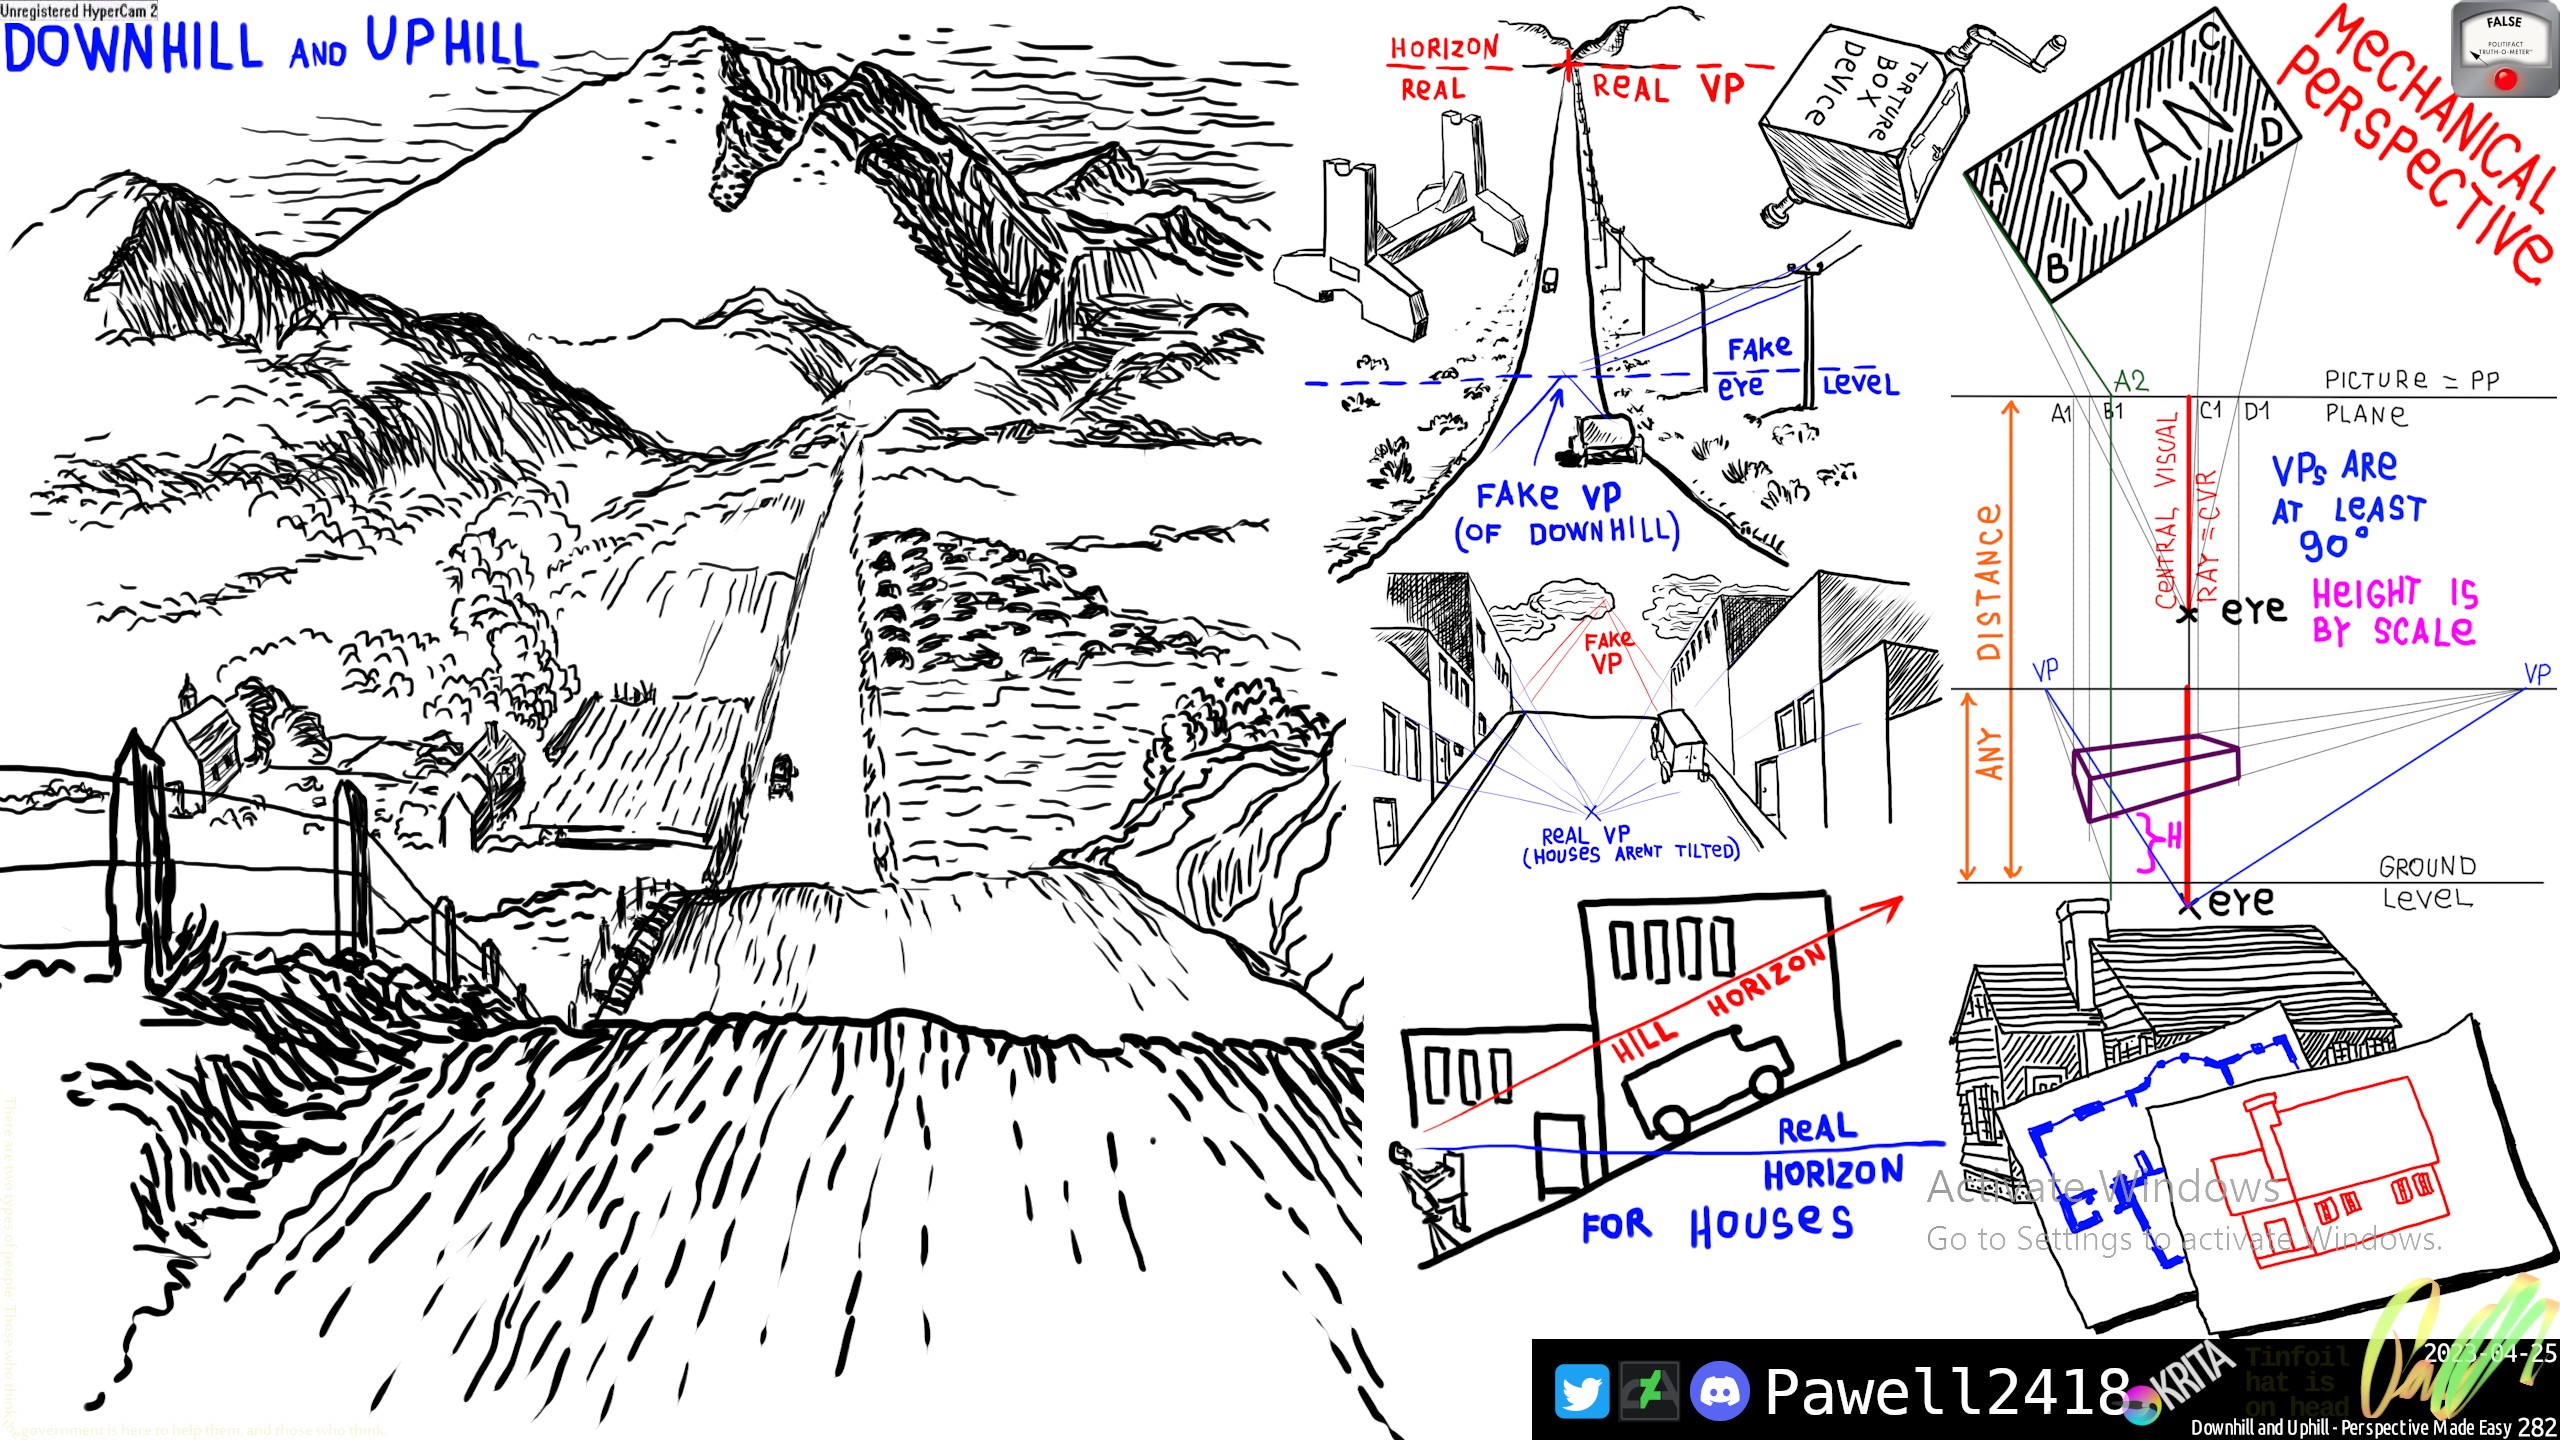 Unregistered HyperCam 2
DOWNHILL AND UPHILL
HORIZON
REAL
REAL VP
TORTURE
BOX
DEVICE
FAKE
EYE LEVEL
FAKE VP
(OF DOWNHILL)
FAKE
VP
REAL VP
(HOUSES ARENT TILTED)
HILL HORIZON
REAL
HORIZON
FOR HOUSES
MECHANICAL
PERSPECTIVE
FALSE
POLITIFACT
TRUTH-O-METER™
A
B
C
D
PLAN
A2
PICTURE = PP
PLANE
A1
B1
C1
D1
CENTRAL VISUAL
RAY = CVR
VPs ARE
AT LEAST
90°
HEIGHT IS
BY SCALE
EYE
DISTANCE
ANY
VP
VP
H
GROUND
LEVEL
EYE
Activate Windows
Go to Settings to activate Windows.
Pawell2418
KRITA
Tinfoil
hat is
on head
2023-04-25
Downhill and Uphill - Perspective Made Easy 282
There are two types of people: Those who think
government is here to help them, and those who think.